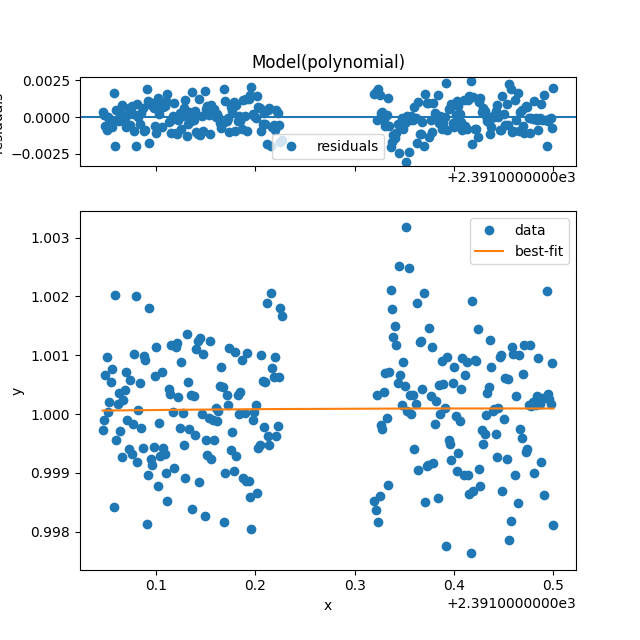 Model(polynomial)
0.0025
0.0000
−0.0025
residuals
+2.3910000000e3
1.003
1.002
1.001
1.000
0.999
0.998
y
data
best-fit
0.1
0.2
0.3
0.4
0.5
x
+2.3910000000e3